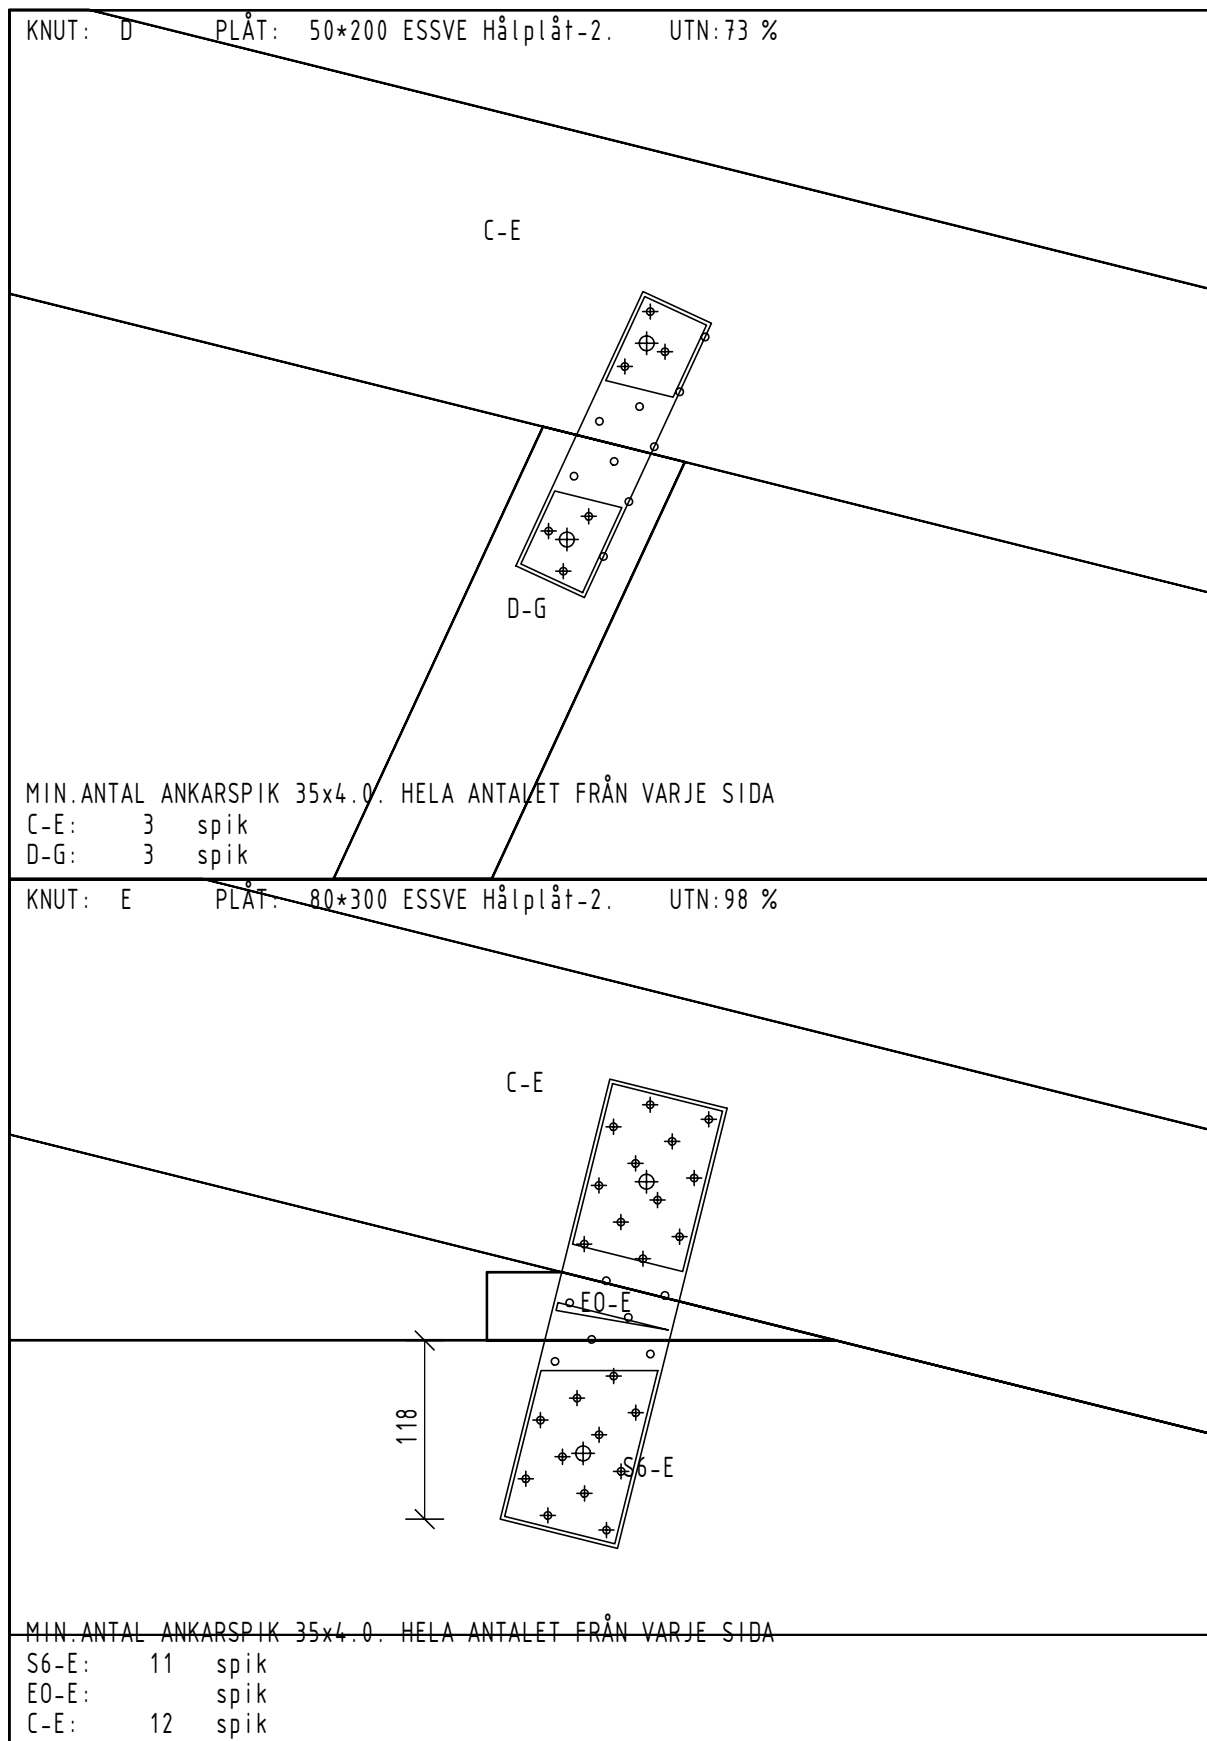 KNUT: D PLÅT: 50*200 ESSVE Hålplåt-2. UTN:73 %
C-E
D-G
MIN.ANTAL ANKARSPIK 35x4.0. HELA ANTALET FRÅN VARJE SIDA
C-E: 3 spik
D-G: 3 spik
KNUT: E PLÅT: 80*300 ESSVE Hålplåt-2. UTN:98 %
C-E
EO-E
118
S6-E
MIN.ANTAL ANKARSPIK 35x4.0. HELA ANTALET FRÅN VARJE SIDA
S6-E: 11 spik
EO-E: spik
C-E: 12 spik